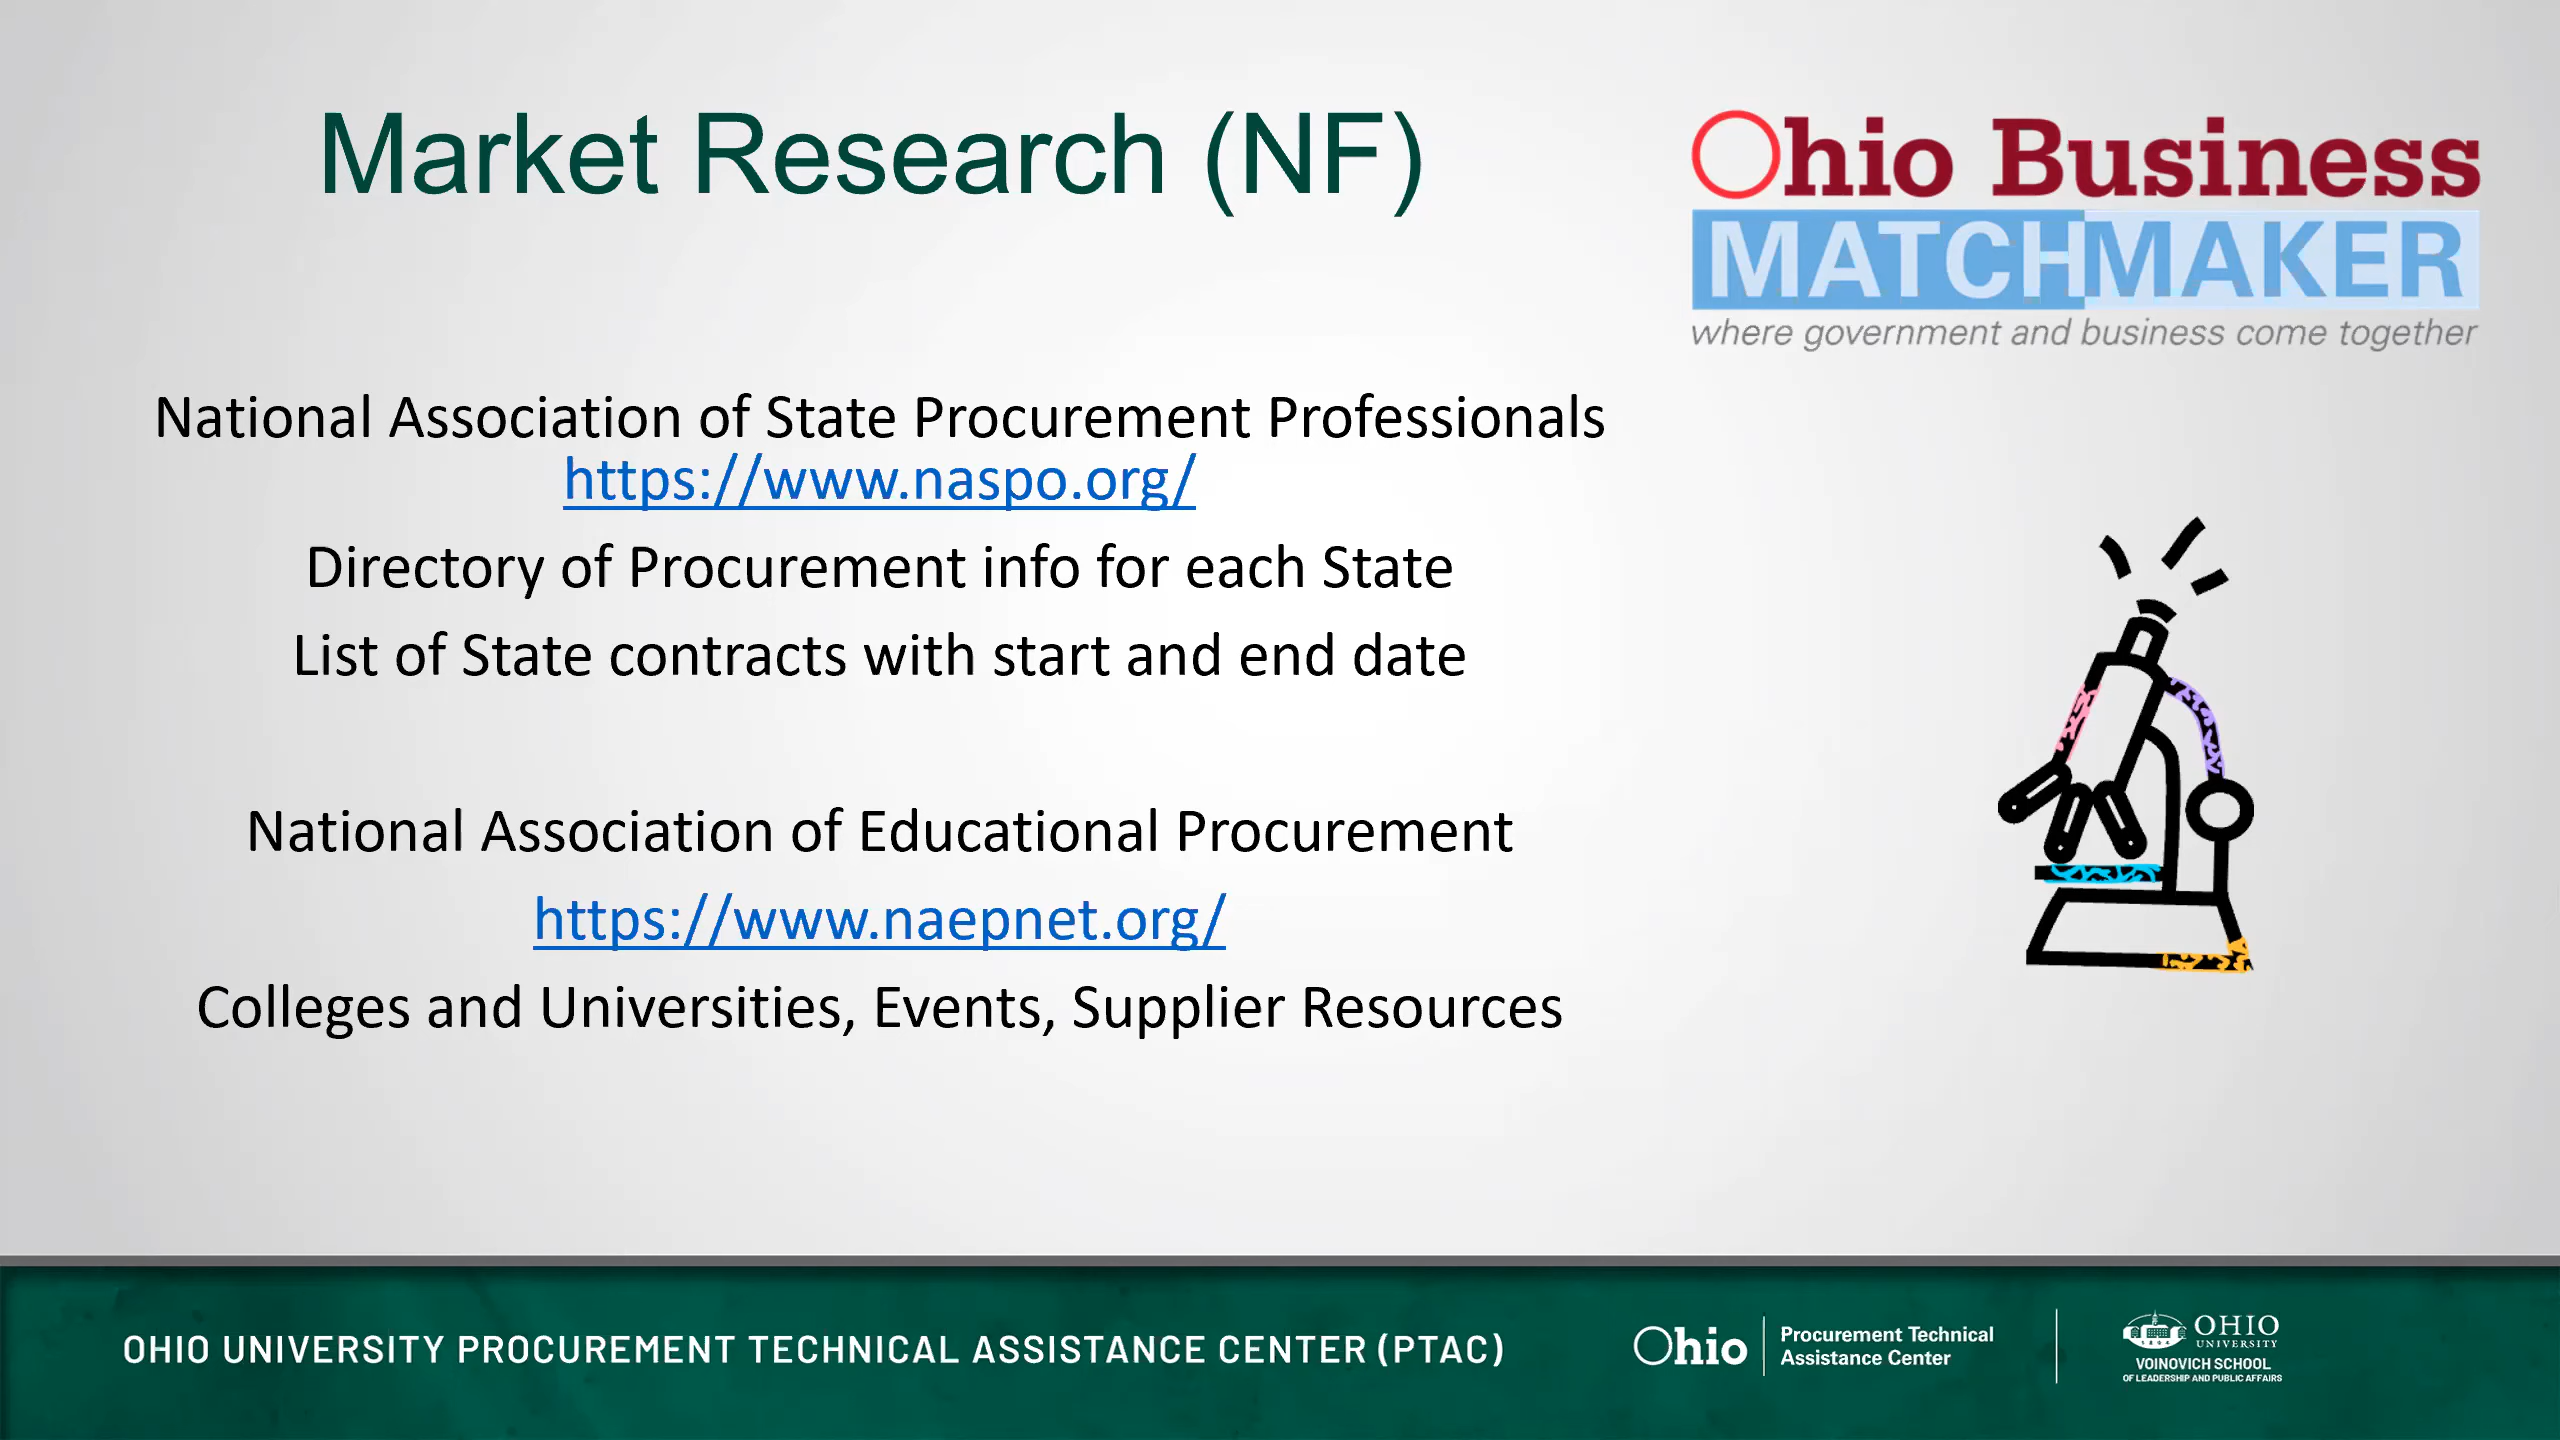 Market Research (NF)
Ohio Business
MATCHMAKER
where government and business come together
National Association of State Procurement Professionals
https://www.naspo.org/
Directory of Procurement info for each State
List of State contracts with start and end date
National Association of Educational Procurement
https://www.naepnet.org/
Colleges and Universities, Events, Supplier Resources
OHIO UNIVERSITY PROCUREMENT TECHNICAL ASSISTANCE CENTER (PTAC)
Ohio
Procurement Technical
Assistance Center
OHIO
UNIVERSITY
VOINOVICH SCHOOL
OF LEADERSHIP AND PUBLIC AFFAIRS